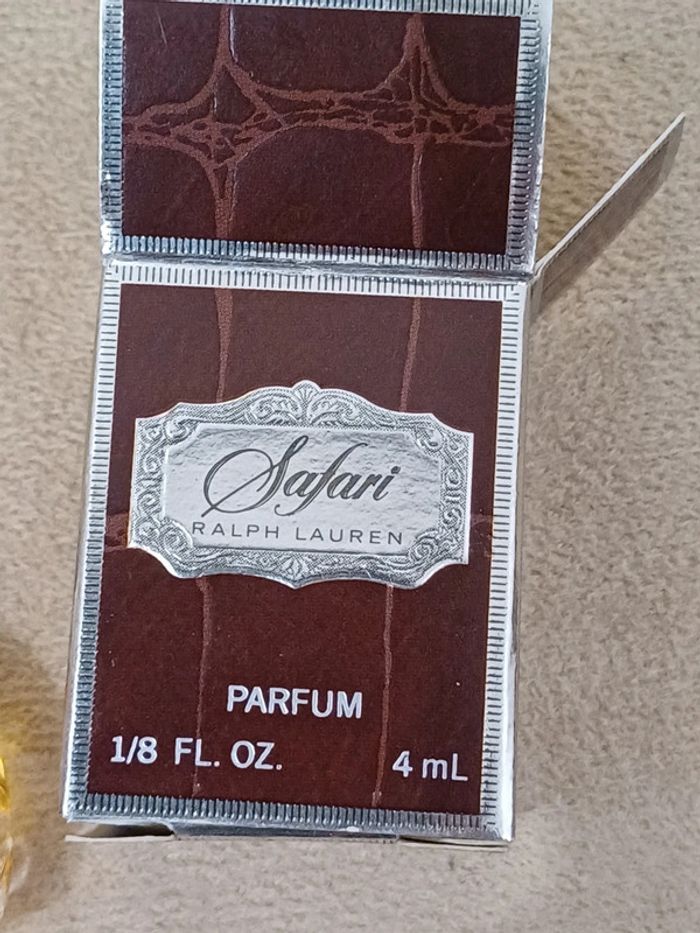 Safari
RALPH LAUREN
PARFUM
1/8 FL. OZ. 4 mL